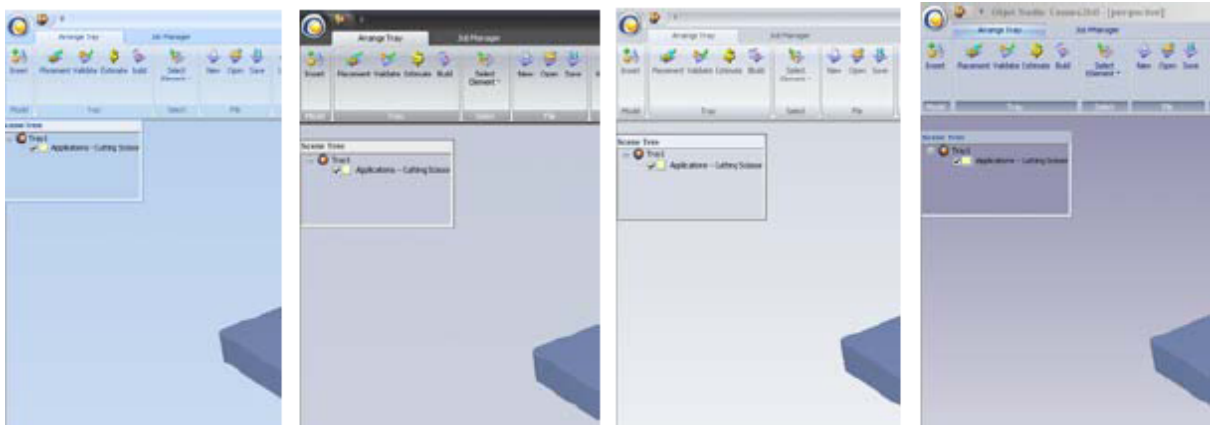 Arrange Tray Job Manager
Insert Placement Validate Estimate Build Select Element New Open Save
Model Tray Select File
Scene Tree
Tray1
Applications - Cutting Scissor
Arrange Tray Job Manager
Insert Placement Validate Estimate Build Select Element New Open Save
Model Tray Select File
Scene Tree
Tray1
Applications - Cutting Scissor
Arrange Tray Job Manager
Insert Placement Validate Estimate Build Select Element New Open Save
Model Tray Select File
Scene Tree
Tray1
Applications - Cutting Scissor
Objet Studio [perspective]
Arrange Tray Job Manager
Insert Placement Validate Estimate Build Select Element New Open Save
Model Tray Select File
Scene Tree
Tray1
Applications - Cutting Scissor